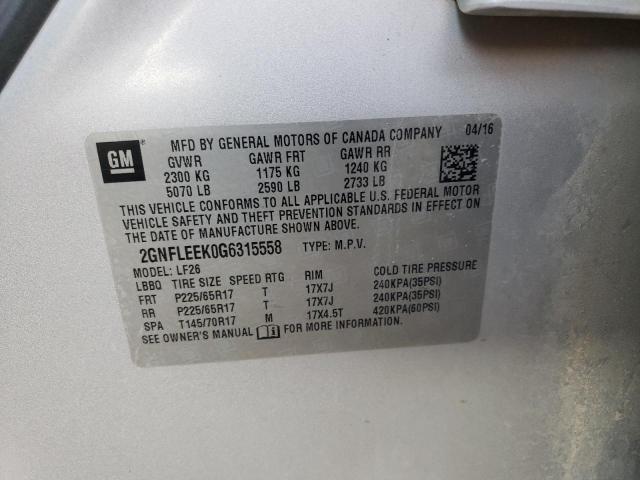 GM
MFD BY GENERAL MOTORS OF CANADA COMPANY 04/16
GVWR GAWR FRT GAWR RR
2300 KG 1175 KG 1240 KG
5070 LB 2590 LB 2733 LB
THIS VEHICLE CONFORMS TO ALL APPLICABLE U.S. FEDERAL MOTOR
VEHICLE SAFETY AND THEFT PREVENTION STANDARDS IN EFFECT ON
THE DATE OF MANUFACTURE SHOWN ABOVE.
2GNFLEEK0G6315558 TYPE: M.P.V.
MODEL: LF26
LBBQ TIRE SIZE SPEED RTG RIM COLD TIRE PRESSURE
FRT P225/65R17 T 17X7J 240KPA(35PSI)
RR P225/65R17 T 17X7J 240KPA(35PSI)
SPA T145/70R17 M 17X4.5T 420KPA(60PSI)
SEE OWNER'S MANUAL FOR MORE INFORMATION.